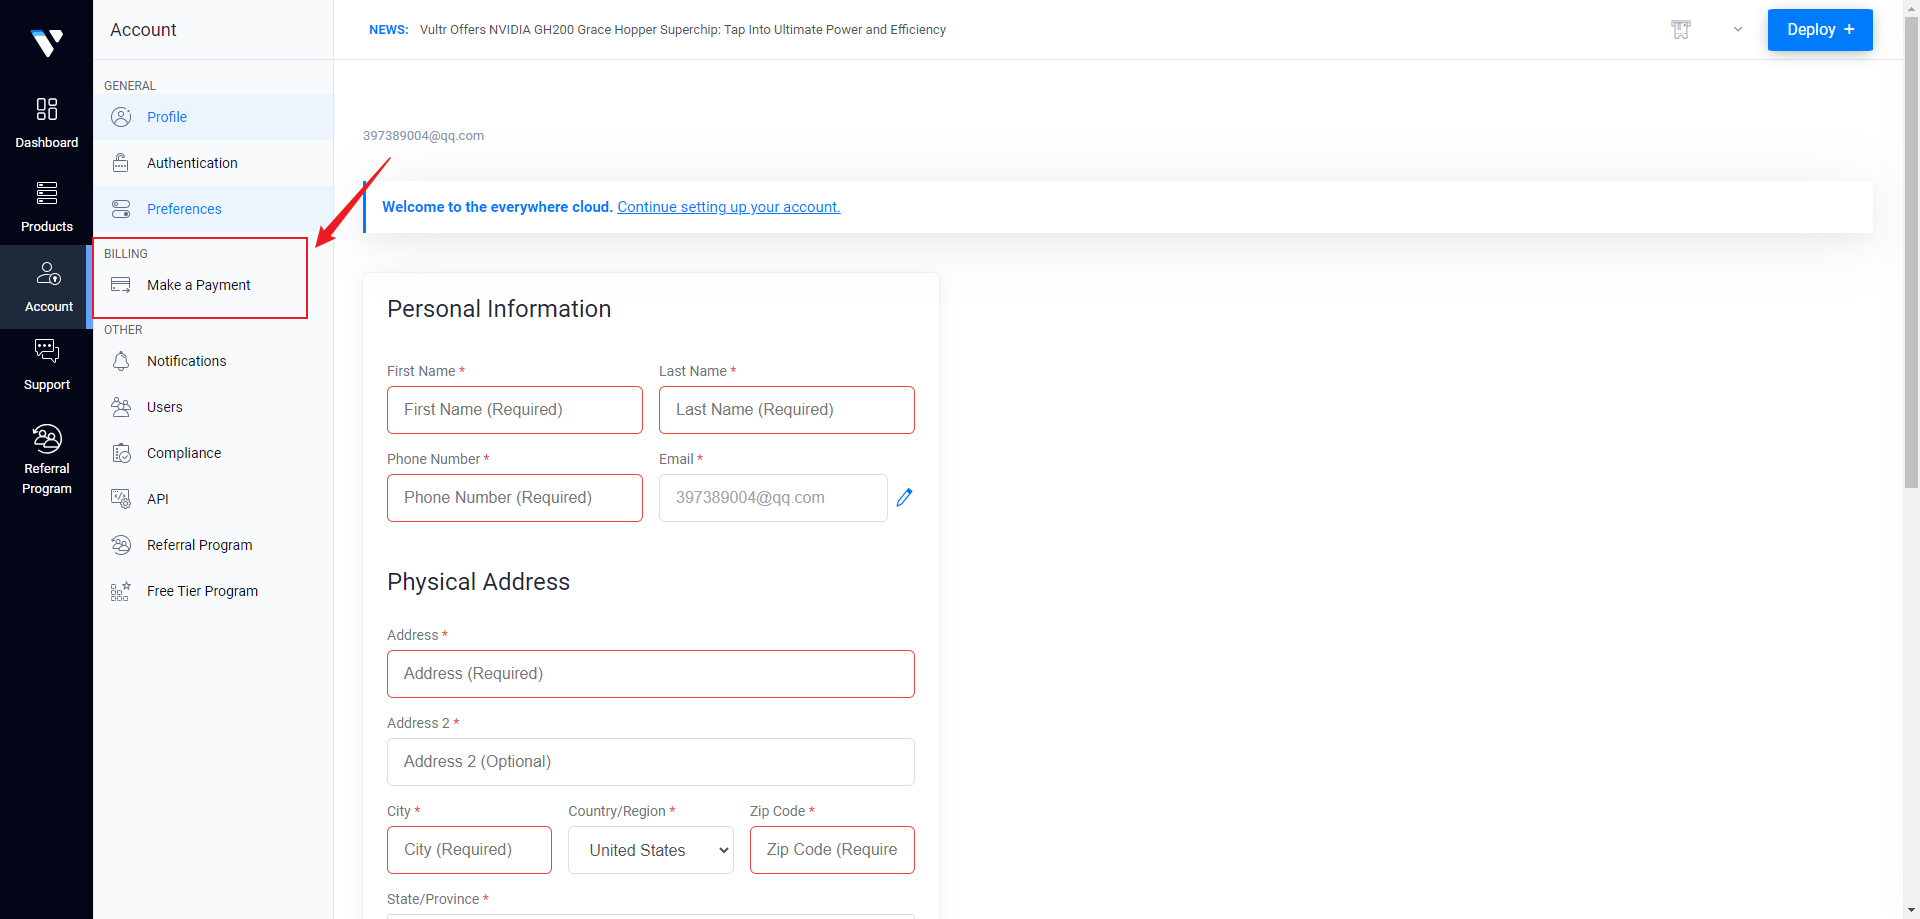 Account
NEWS: Vultr Offers NVIDIA GH200 Grace Hopper Superchip: Tap Into Ultimate Power and Efficiency
Deploy +
Dashboard
Products
Account
Support
Referral
Program
GENERAL
Profile
Authentication
Preferences
BILLING
Make a Payment
OTHER
Notifications
Users
Compliance
API
Referral Program
Free Tier Program
397389004@qq.com
Welcome to the everywhere cloud. Continue setting up your account.
Personal Information
First Name * Last Name *
First Name (Required) Last Name (Required)
Phone Number * Email *
Phone Number (Required) 397389004@qq.com
Physical Address
Address *
Address (Required)
Address 2 *
Address 2 (Optional)
City * Country/Region * Zip Code *
City (Required) United States Zip Code (Require
State/Province *